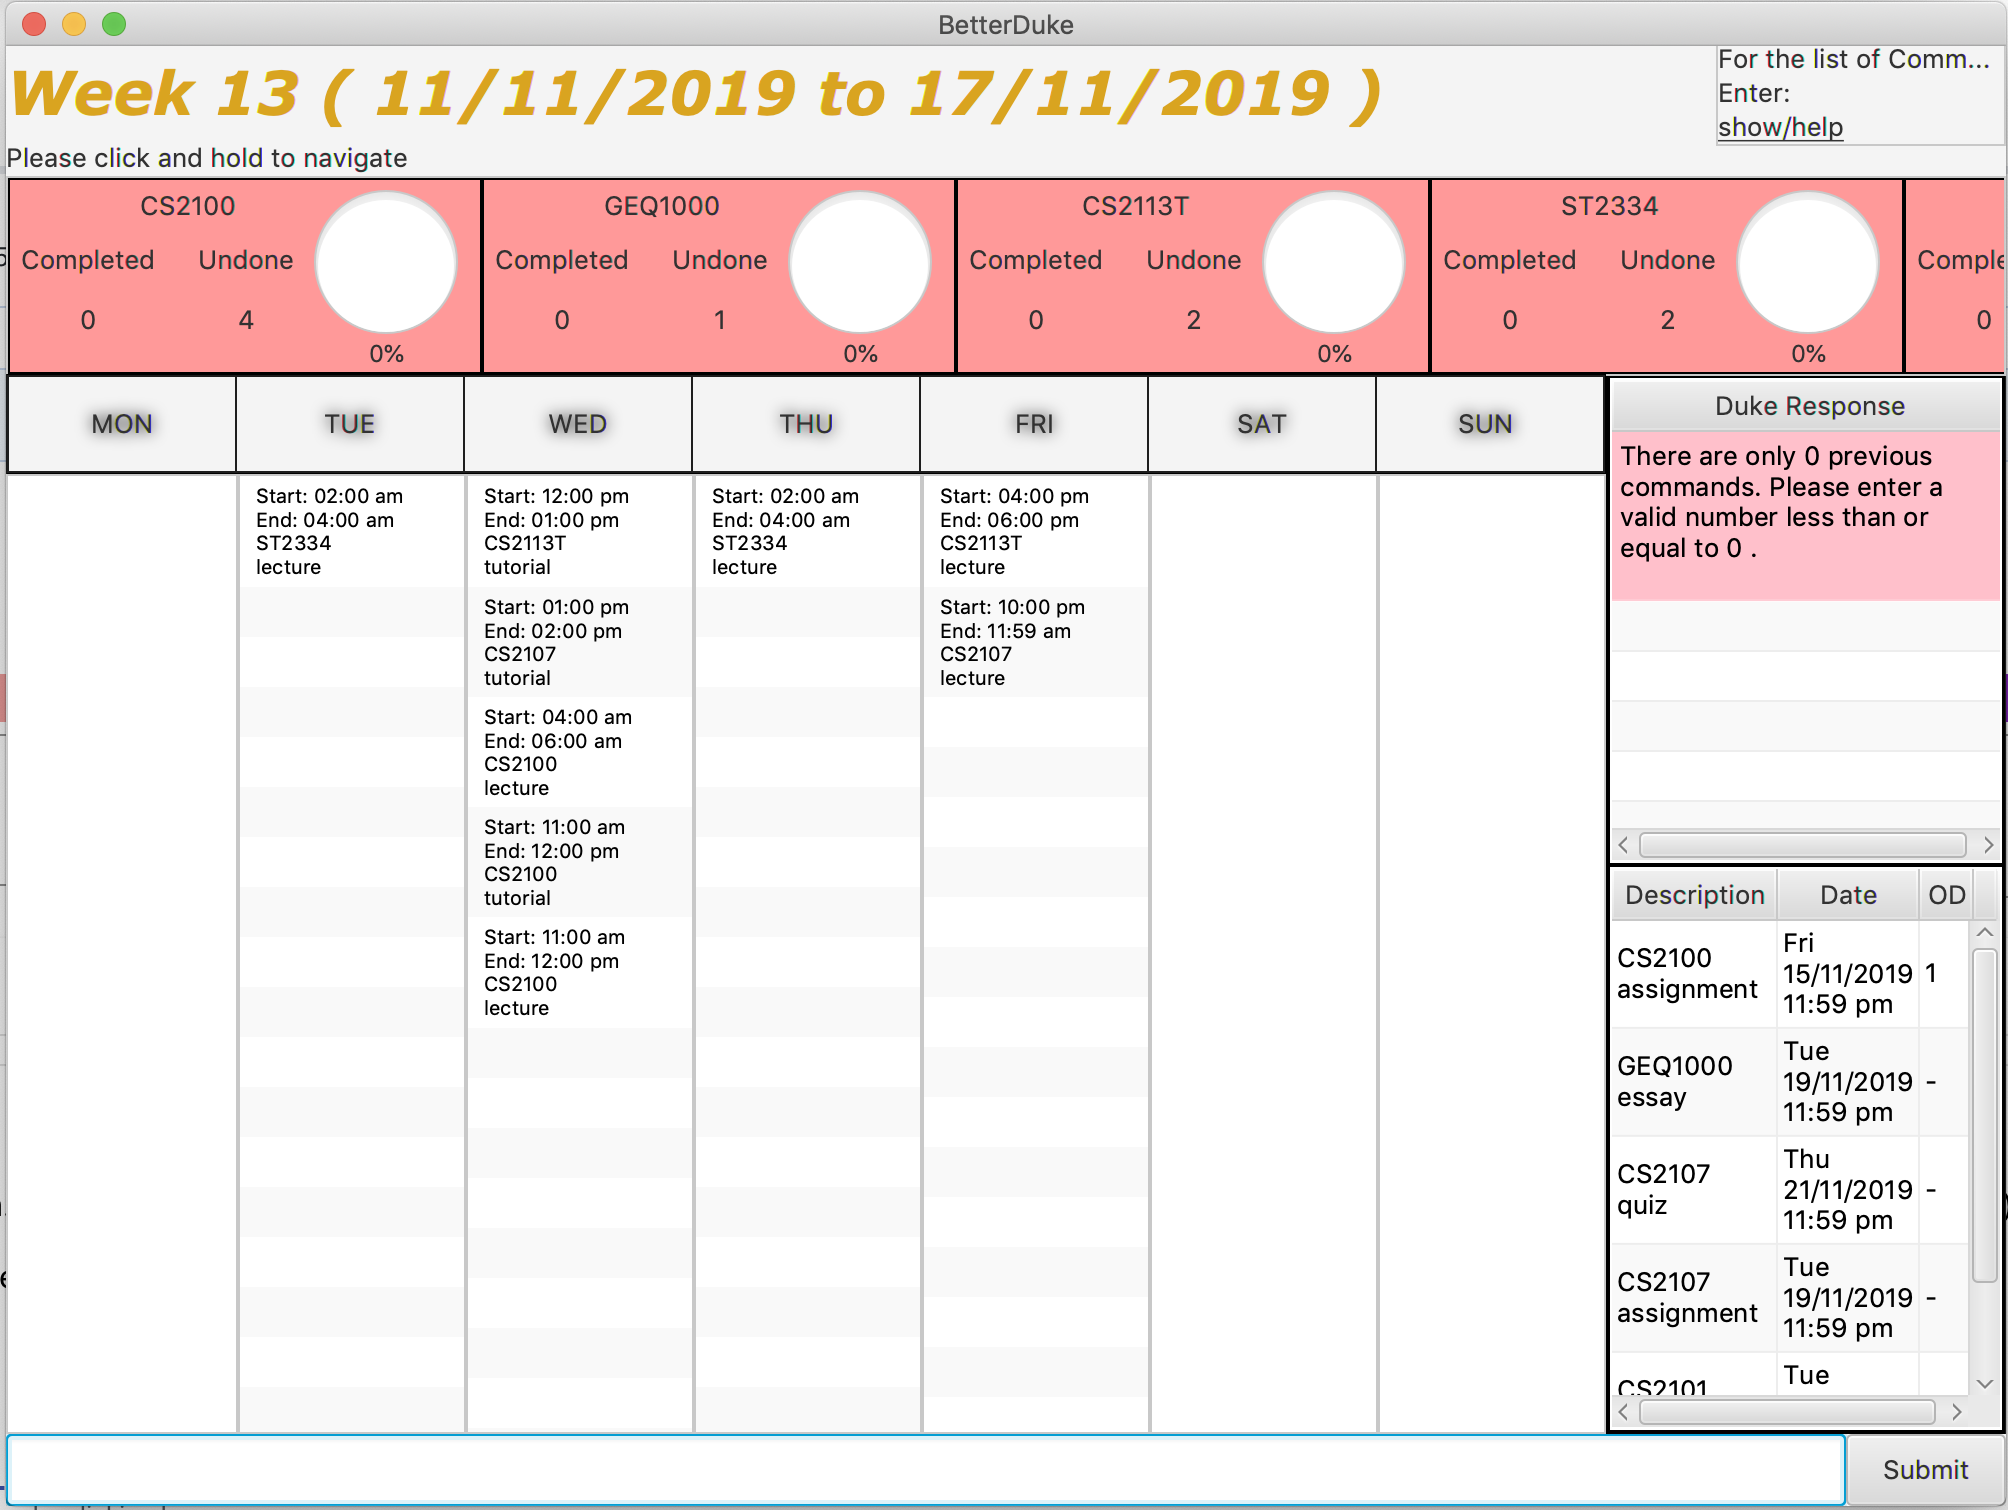 BetterDuke
Week 13 ( 11/11/2019 to 17/11/2019 )
For the list of Comm...
Enter:
show/help
Please click and hold to navigate
CS2100
Completed Undone
0 4
0%
GEQ1000
Completed Undone
0 1
0%
CS2113T
Completed Undone
0 2
0%
ST2334
Completed Undone
0 2
0%
0
MON TUE WED THU FRI SAT SUN
Start: 02:00 am
End: 04:00 am
ST2334
lecture
Start: 12:00 pm
End: 01:00 pm
CS2113T
tutorial
Start: 01:00 pm
End: 02:00 pm
CS2107
tutorial
Start: 04:00 am
End: 06:00 am
CS2100
lecture
Start: 11:00 am
End: 12:00 pm
CS2100
tutorial
Start: 11:00 am
End: 12:00 pm
CS2100
lecture
Start: 02:00 am
End: 04:00 am
ST2334
lecture
Start: 04:00 pm
End: 06:00 pm
CS2113T
lecture
Start: 10:00 pm
End: 11:59 am
CS2107
lecture
Duke Response
There are only 0 previous
commands. Please enter a
valid number less than or
equal to 0 .
Description Date OD
CS2100
assignment
Fri
15/11/2019
11:59 pm
1
GEQ1000
essay
Tue
19/11/2019
11:59 pm
-
CS2107
quiz
Thu
21/11/2019
11:59 pm
-
CS2107
assignment
Tue
19/11/2019
11:59 pm
-
CS2101
Tue
Submit